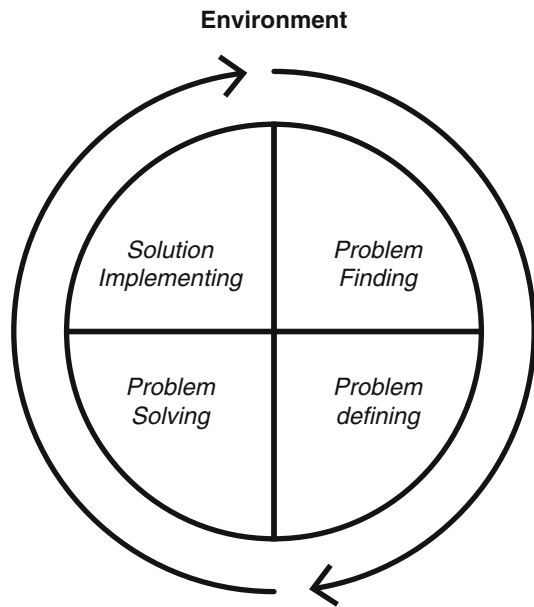 Environment
Solution
Implementing
Problem
Finding
Problem
Solving
Problem
defining